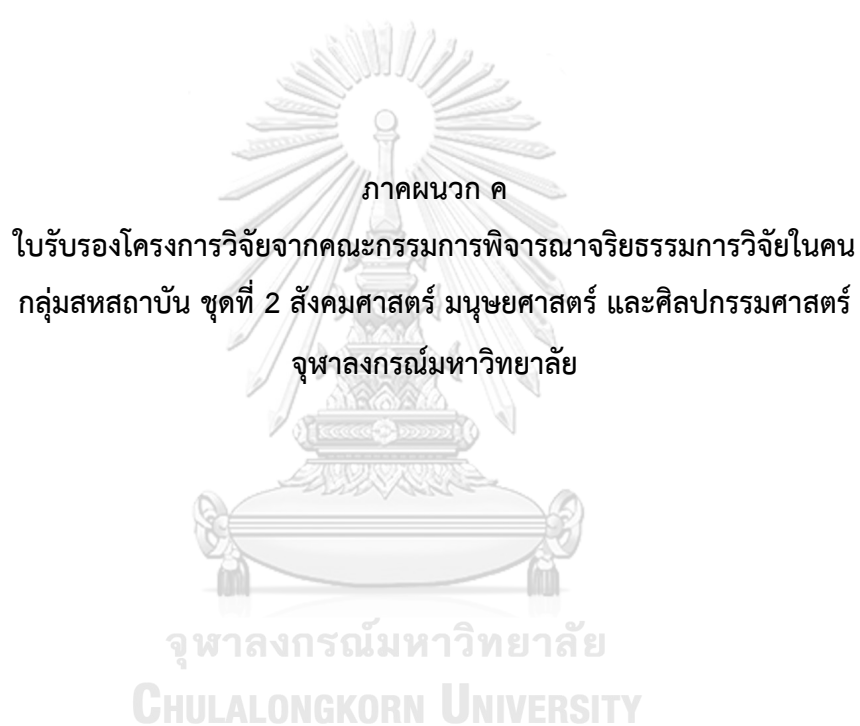 ภาคผนวก ค
ใบรับรองโครงการวิจัยจากคณะกรรมการพิจารณาจริยธรรมการวิจัยในคน
กลุ่มสหสถาบัน ชุดที่ 2 สังคมศาสตร์ มนุษยศาสตร์ และศิลปกรรมศาสตร์
จุฬาลงกรณ์มหาวิทยาลัย
จุฬาลงกรณ์มหาวิทยาลัย
CHULALONGKORN UNIVERSITY